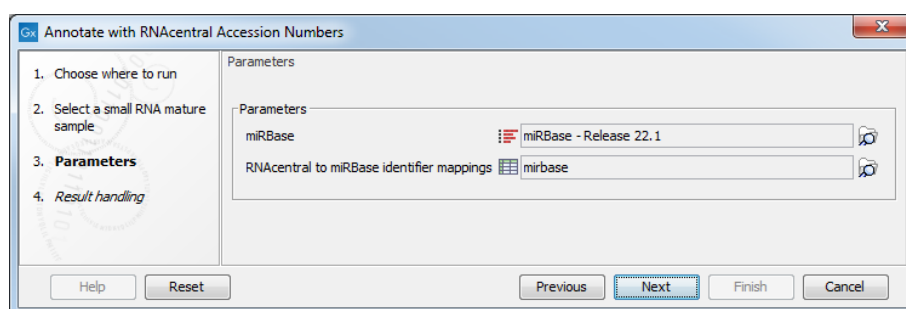 Gx Annotate with RNAcentral Accession Numbers
1. Choose where to run
2. Select a small RNA mature
sample
3. Parameters
4. Result handling
Parameters
Parameters
miRBase miRBase - Release 22.1
RNAcentral to miRBase identifier mappings mirbase
Help Reset Previous Next Finish Cancel